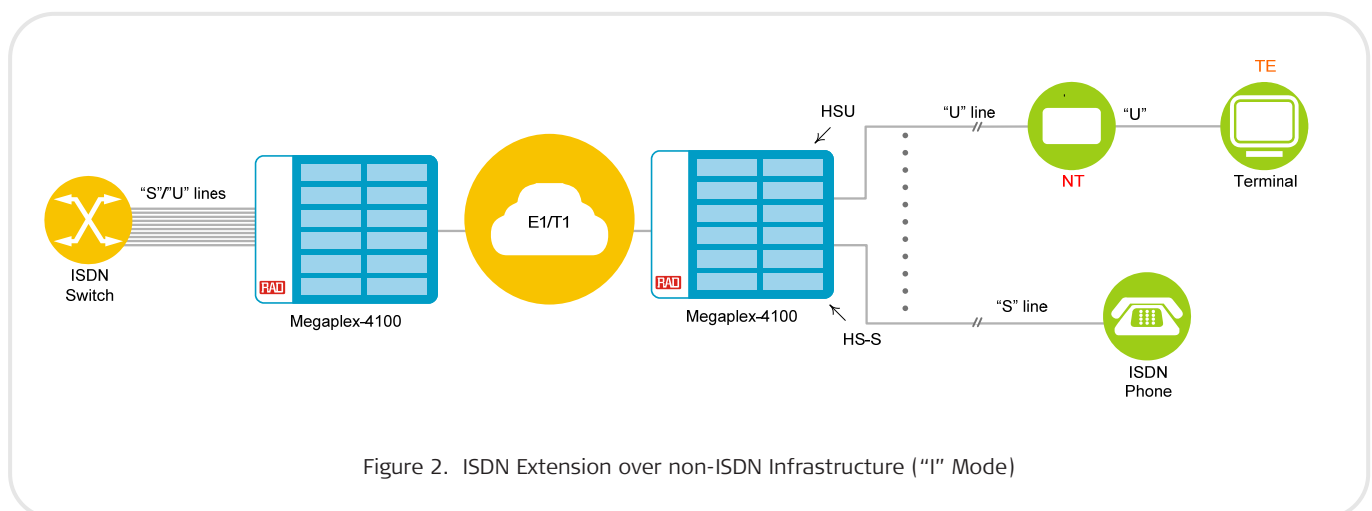 "S"/"U" lines
ISDN
Switch
RAD
Megaplex-4100
E1/T1
RAD
Megaplex-4100
HSU
HS-S
"U" line
NT
"U"
TE
Terminal
"S" line
ISDN
Phone
Figure 2. ISDN Extension over non-ISDN Infrastructure ("I" Mode)